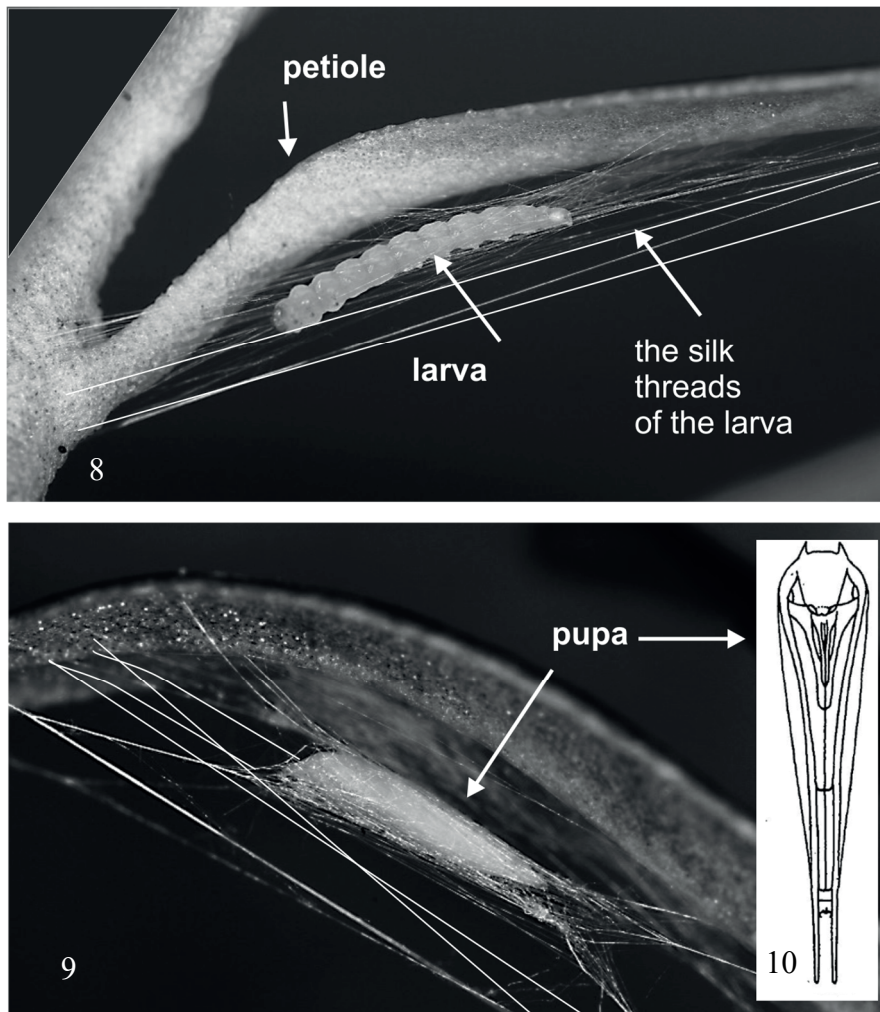 petiole
larva
the silk
threads
of the larva
8
pupa
9
10